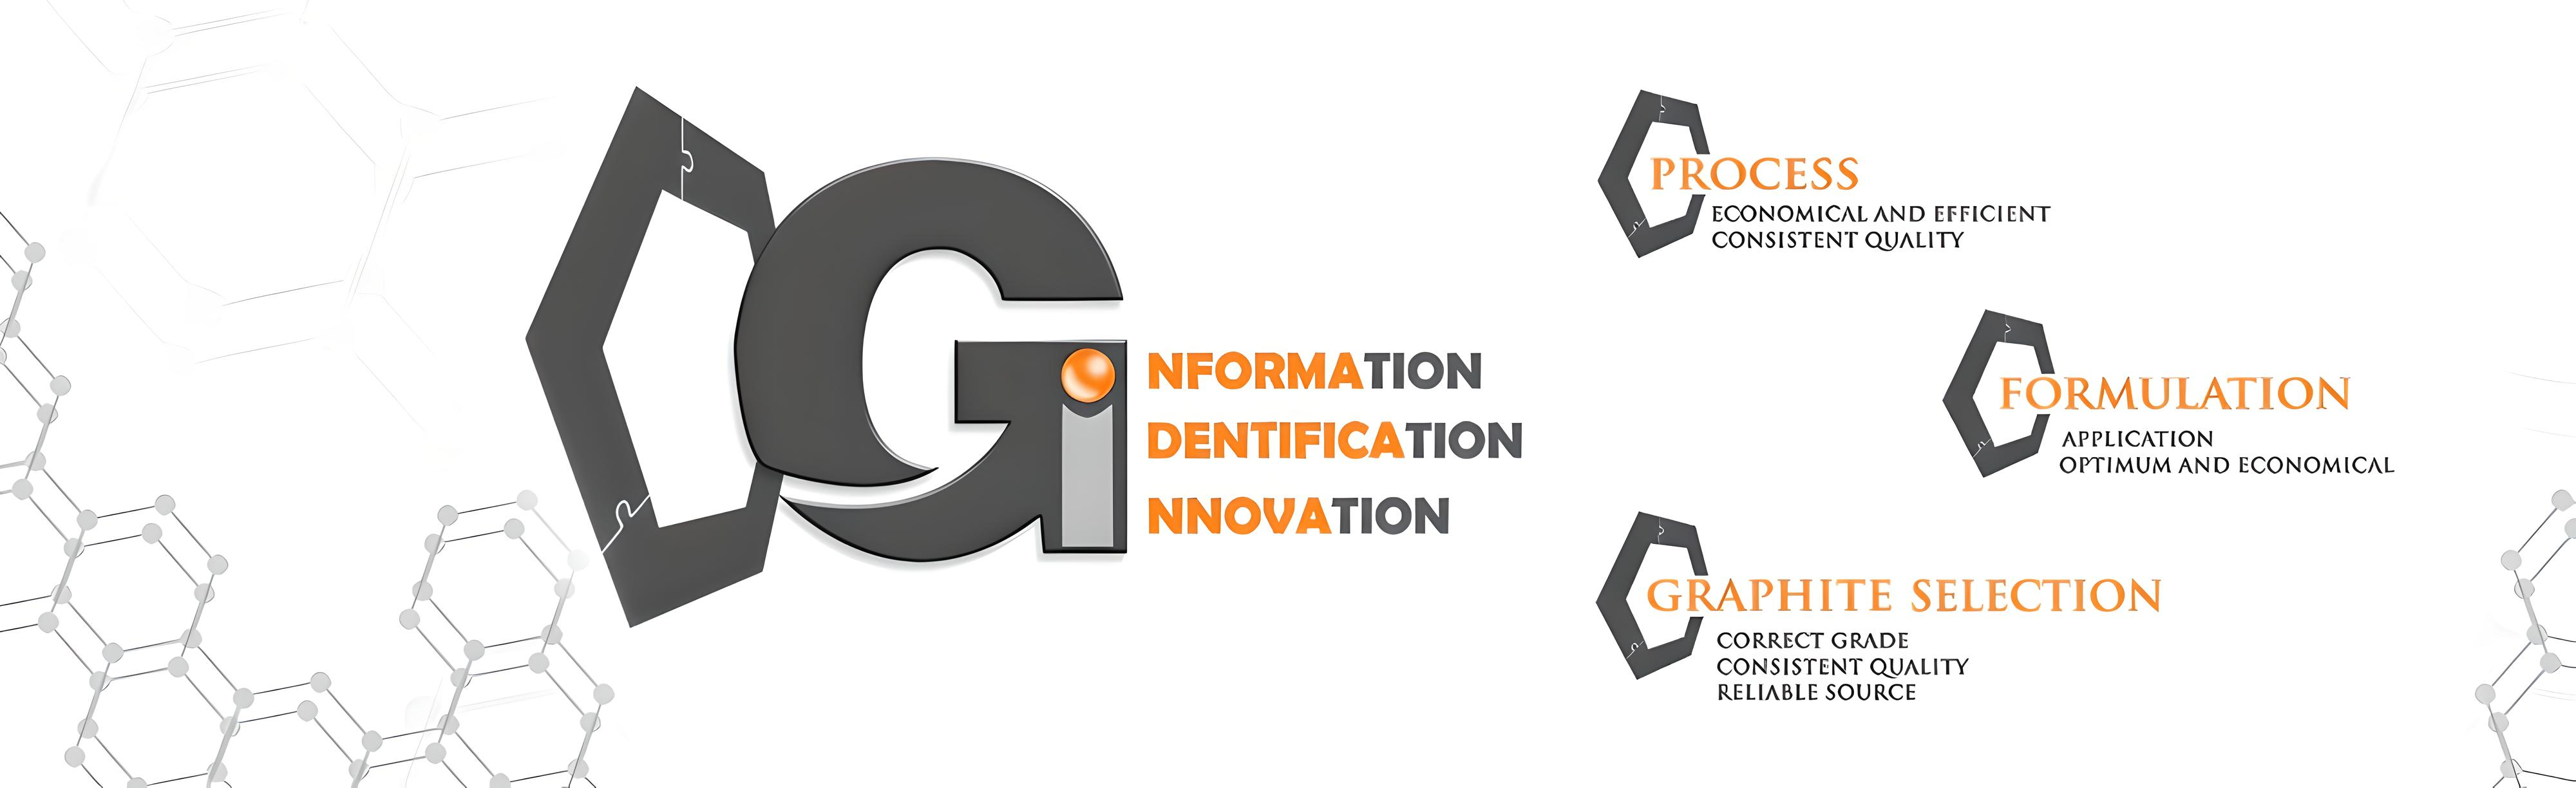 Gi
NFORMATION
DENTIFICATION
NNOVATION
PROCESS
ECONOMICAL AND EFFICIENT
CONSISTENT QUALITY
FORMULATION
APPLICATION
OPTIMUM AND ECONOMICAL
GRAPHITE SELECTION
CORRECT GRADE
CONSISTENT QUALITY
RELIABLE SOURCE